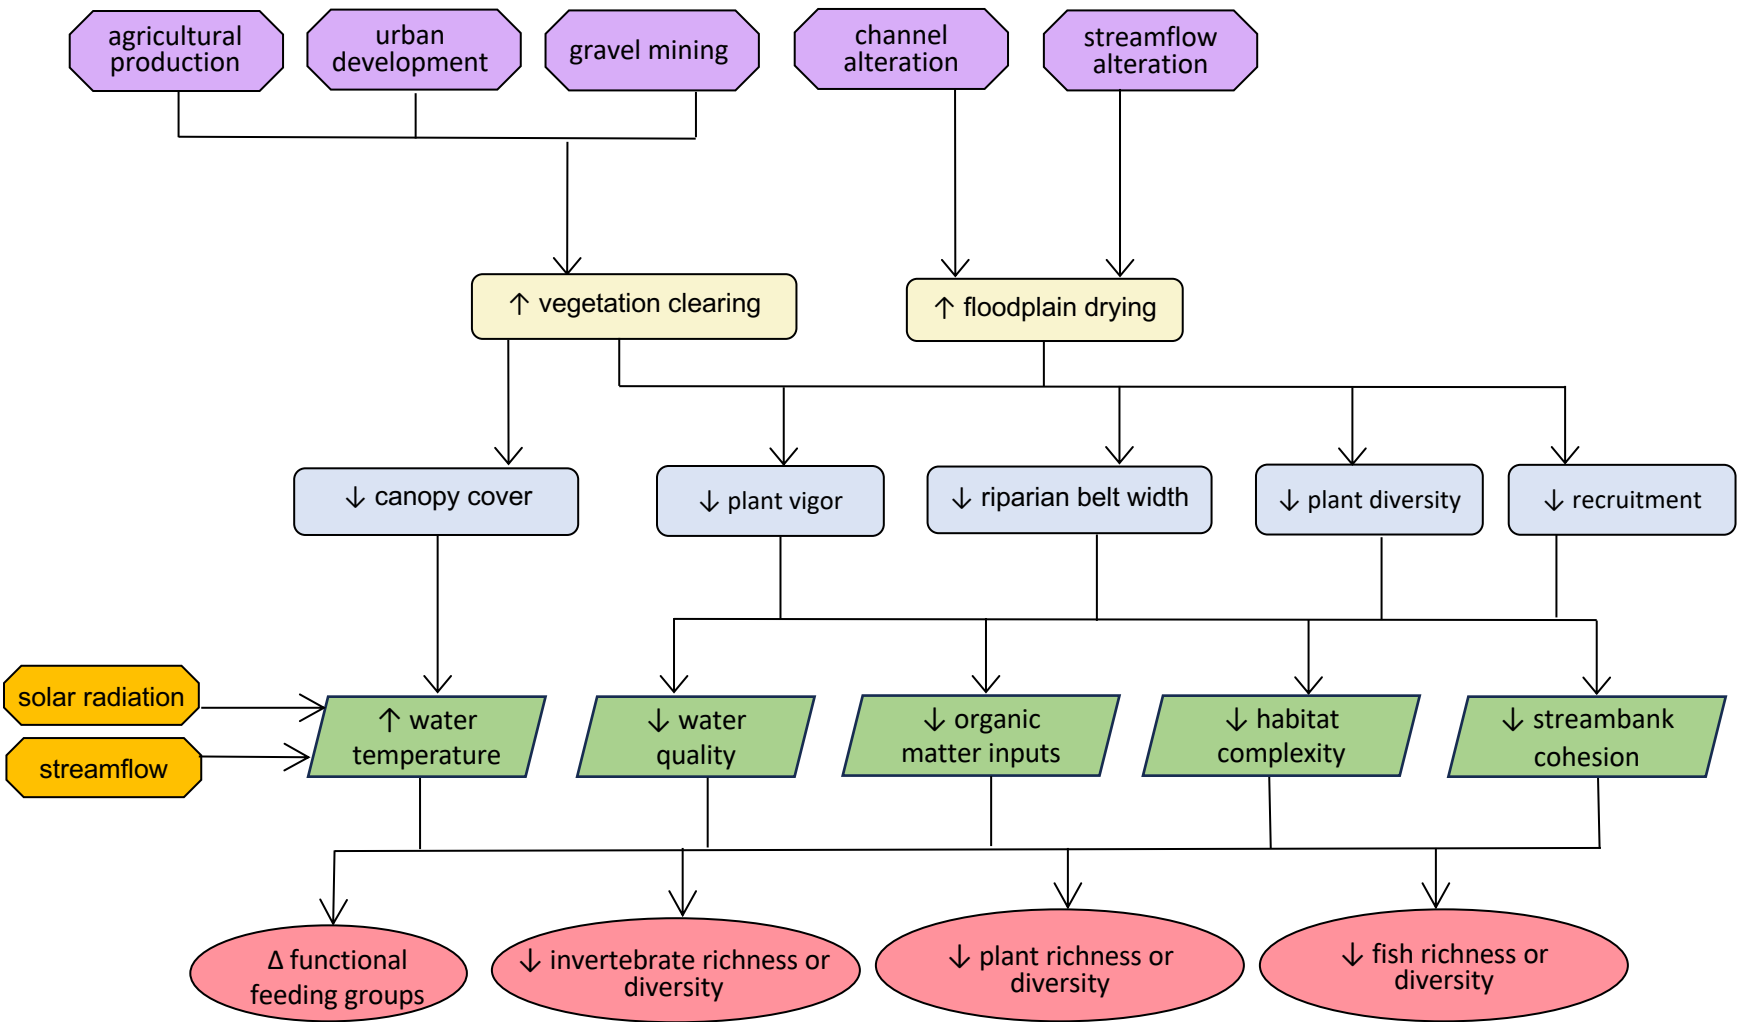 agricultural
production
urban
development
gravel mining
channel
alteration
streamflow
alteration
↑ vegetation clearing
↑ floodplain drying
↓ canopy cover
↓ plant vigor
↓ riparian belt width
↓ plant diversity
↓ recruitment
solar radiation
streamflow
↑ water
temperature
↓ water
quality
↓ organic
matter inputs
↓ habitat
complexity
↓ streambank
cohesion
Δ functional
feeding groups
↓ invertebrate richness or
diversity
↓ plant richness or
diversity
↓ fish richness or
diversity